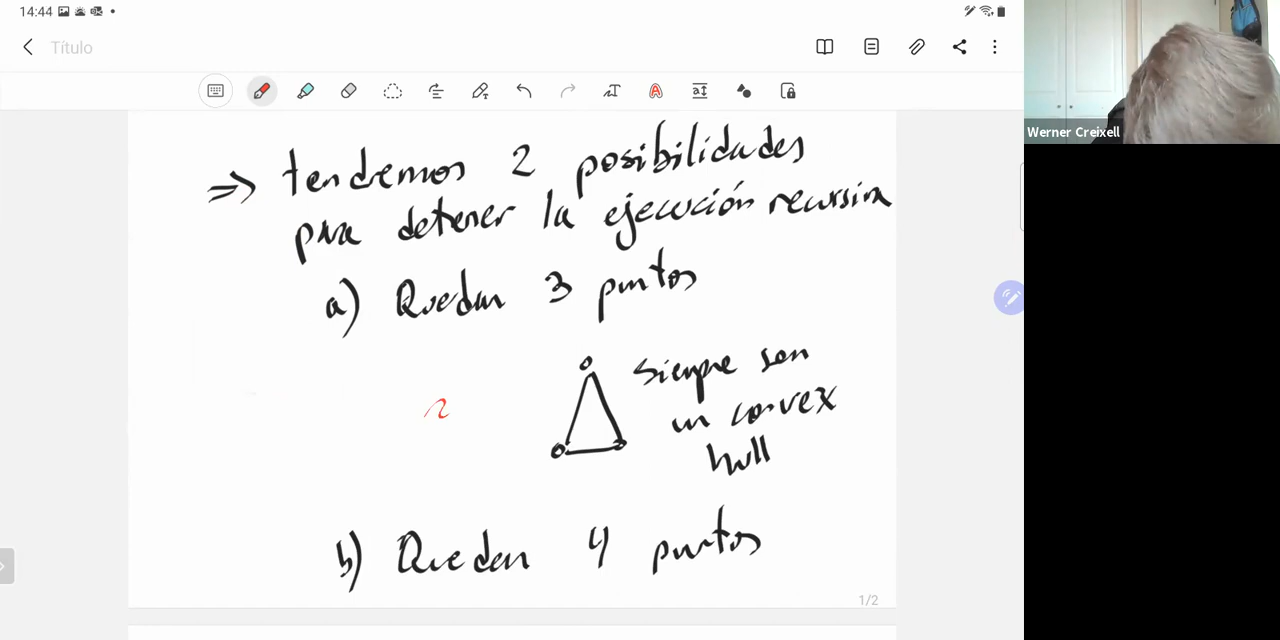 14:44
Título
Werner Creixell
⇒ tendremos 2 posibilidades
para detener la ejecución recursiva
a) Quedan 3 puntos
siempre son
un convex
hull
b) Quedan 4 puntos
1/2